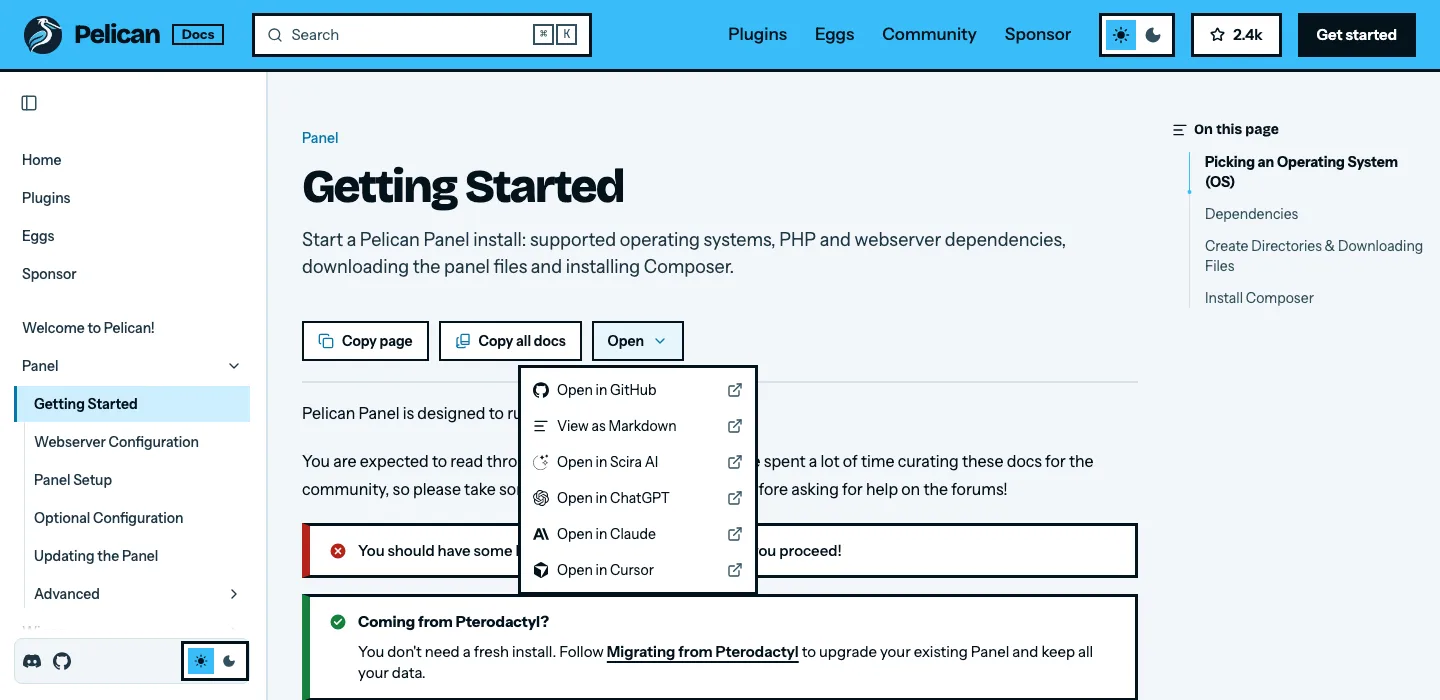 Pelican Docs
Search
⌘ K
Plugins
Eggs
Community
Sponsor
2.4k
Get started
Home
Plugins
Eggs
Sponsor
Welcome to Pelican!
Panel
Getting Started
Webserver Configuration
Panel Setup
Optional Configuration
Updating the Panel
Advanced
Panel
Getting Started
Start a Pelican Panel install: supported operating systems, PHP and webserver dependencies,
downloading the panel files and installing Composer.
Copy page
Copy all docs
Open
Open in GitHub
View as Markdown
Open in Scira AI
Open in ChatGPT
Open in Claude
Open in Cursor
Pelican Panel is designed to
You are expected to read spent a lot of time curating these docs for the
community, so please take asking for help on the forums!
You should have some you proceed!
Coming from Pterodactyl?
You don't need a fresh install. Follow Migrating from Pterodactyl to upgrade your existing Panel and keep all
your data.
On this page
Picking an Operating System
(OS)
Dependencies
Create Directories & Downloading
Files
Install Composer